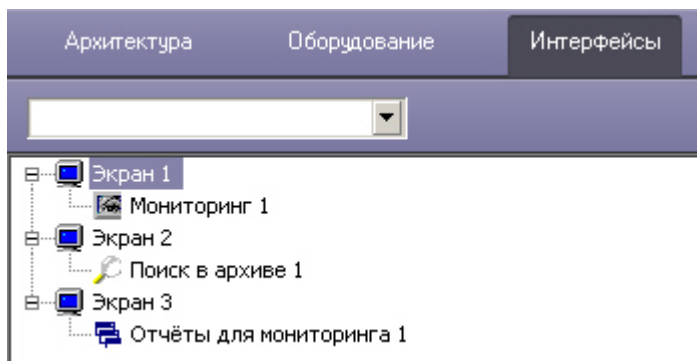 Архитектура Оборудование Интерфейсы
Экран 1
Мониторинг 1
Экран 2
Поиск в архиве 1
Экран 3
Отчёты для мониторинга 1